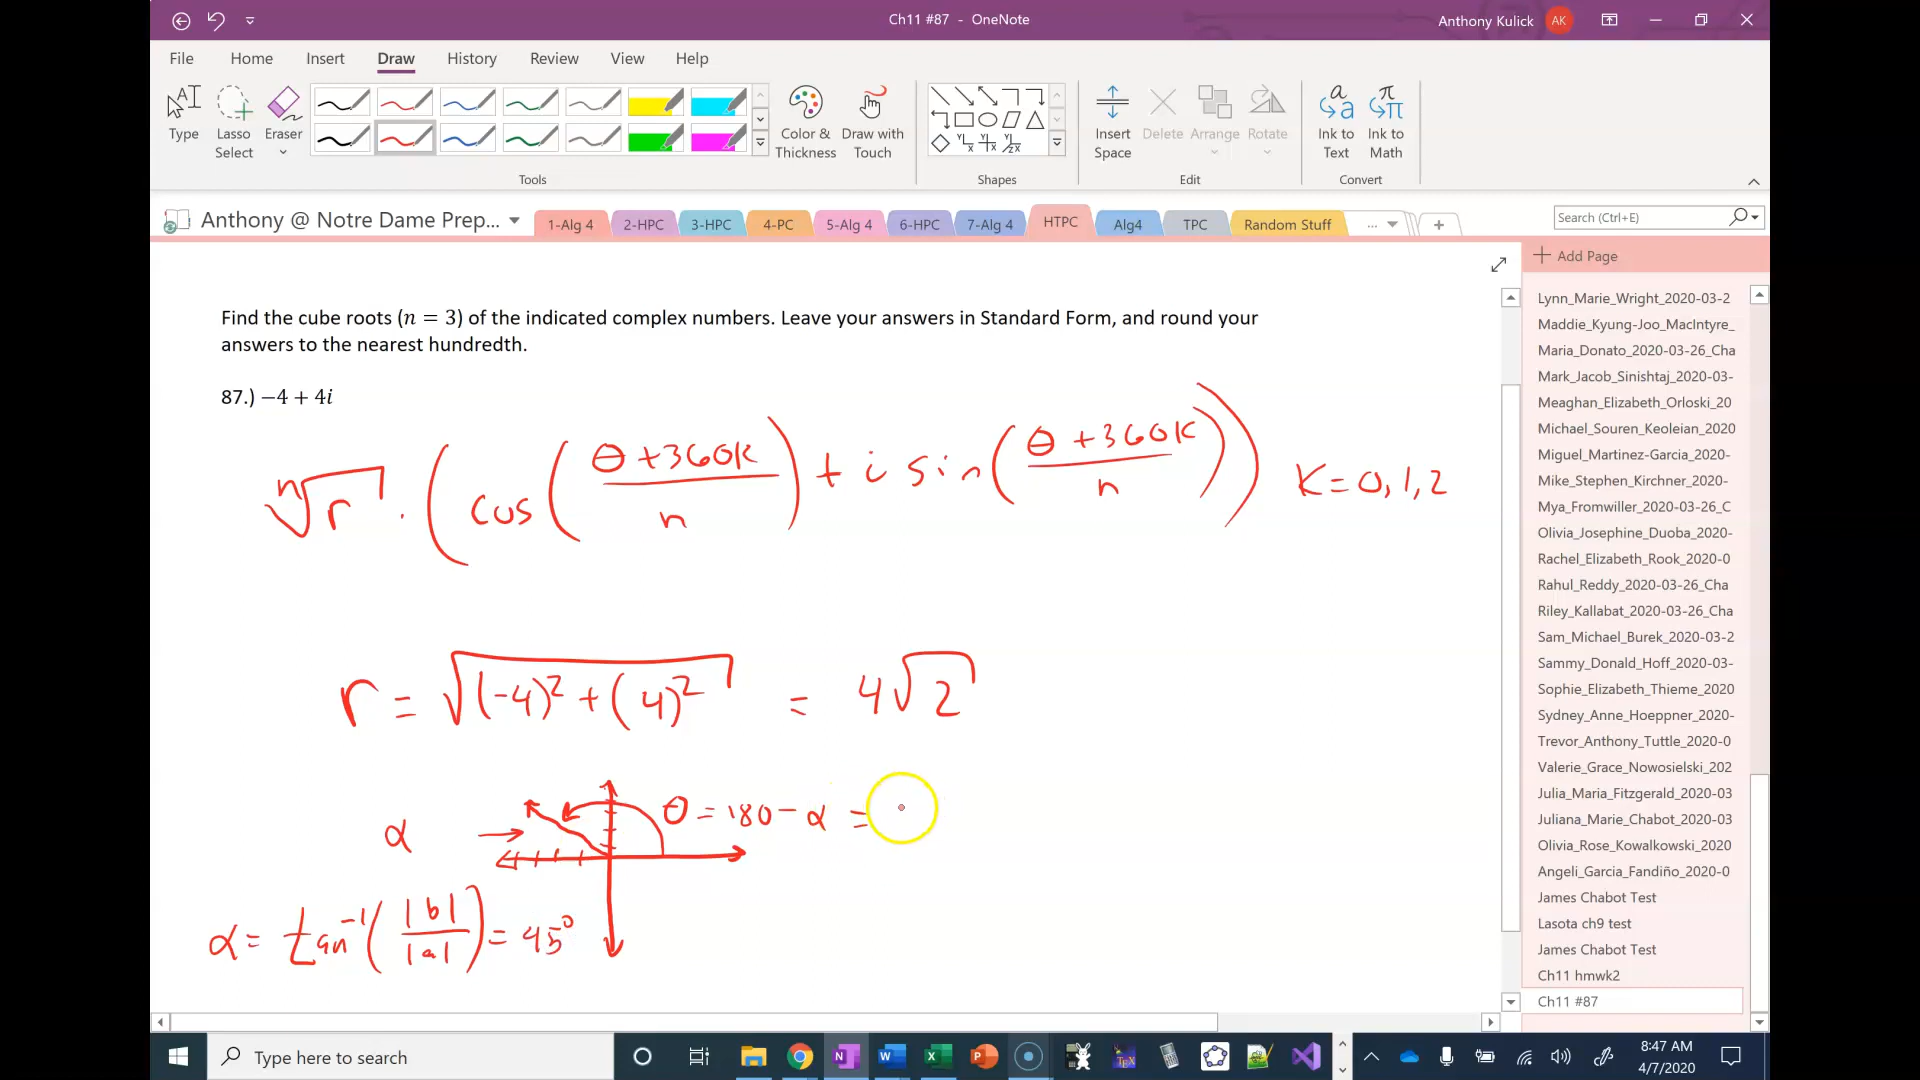 Ch11 #87 - OneNote
Anthony Kulick AK
File Home Insert Draw History Review View Help
Type
Lasso Select
Eraser
Color & Thickness
Draw with Touch
Insert Space
Delete
Arrange
Rotate
Ink to Text
Ink to Math
Tools Shapes Edit Convert
Anthony @ Notre Dame Prep...
1-Alg 4 2-HPC 3-HPC 4-PC 5-Alg 4 6-HPC 7-Alg 4 HTPC Alg4 TPC Random Stuff ...
Search (Ctrl+E)
Add Page
Find the cube roots (n = 3) of the indicated complex numbers. Leave your answers in Standard Form, and round your
answers to the nearest hundredth.
87.) −4 + 4i
ⁿ√r · (cos((θ+360K)/n) + i sin((θ+360K)/n)) K=0,1,2
r = √((-4)² + (4)²) = 4√2
α
θ = 180 - α =
α = tan⁻¹(|b|/|a|) = 45°
Lynn_Marie_Wright_2020-03-2
Maddie_Kyung-Joo_MacIntyre_
Maria_Donato_2020-03-26_Cha
Mark_Jacob_Sinishtaj_2020-03-
Meaghan_Elizabeth_Orloski_20
Michael_Souren_Keoleian_2020
Miguel_Martinez-Garcia_2020-
Mike_Stephen_Kirchner_2020-
Mya_Fromwiller_2020-03-26_C
Olivia_Josephine_Duoba_2020-
Rachel_Elizabeth_Rook_2020-0
Rahul_Reddy_2020-03-26_Cha
Riley_Kallabat_2020-03-26_Cha
Sam_Michael_Burek_2020-03-2
Sammy_Donald_Hoff_2020-03-
Sophie_Elizabeth_Thieme_2020
Sydney_Anne_Hoeppner_2020-
Trevor_Anthony_Tuttle_2020-0
Valerie_Grace_Nowosielski_202
Julia_Maria_Fitzgerald_2020-03
Juliana_Marie_Chabot_2020-03
Olivia_Rose_Kowalkowski_2020
Angeli_Garcia_Fandiño_2020-0
James Chabot Test
Lasota ch9 test
James Chabot Test
Ch11 hmwk2
Ch11 #87
Type here to search
8:47 AM
4/7/2020